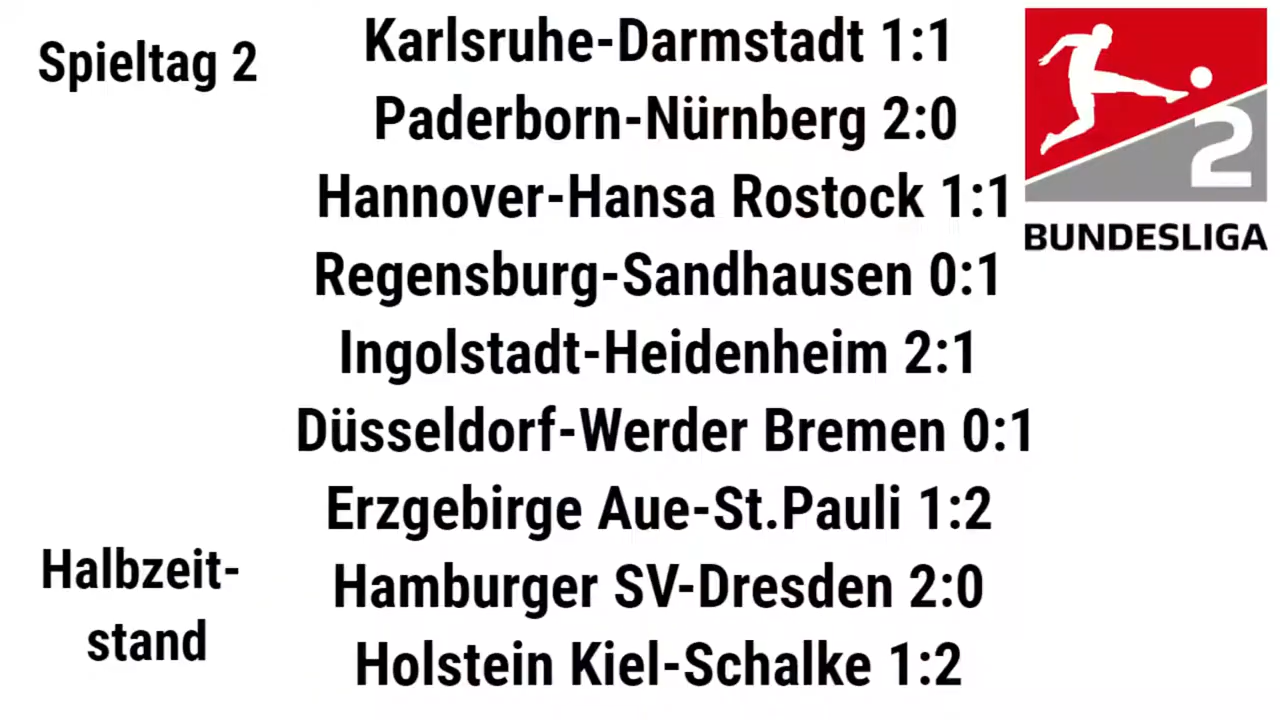 Spieltag 2
Karlsruhe-Darmstadt 1:1
Paderborn-Nürnberg 2:0
Hannover-Hansa Rostock 1:1
Regensburg-Sandhausen 0:1
Ingolstadt-Heidenheim 2:1
Düsseldorf-Werder Bremen 0:1
Erzgebirge Aue-St.Pauli 1:2
Hamburger SV-Dresden 2:0
Holstein Kiel-Schalke 1:2
Halbzeit-
stand
2
BUNDESLIGA